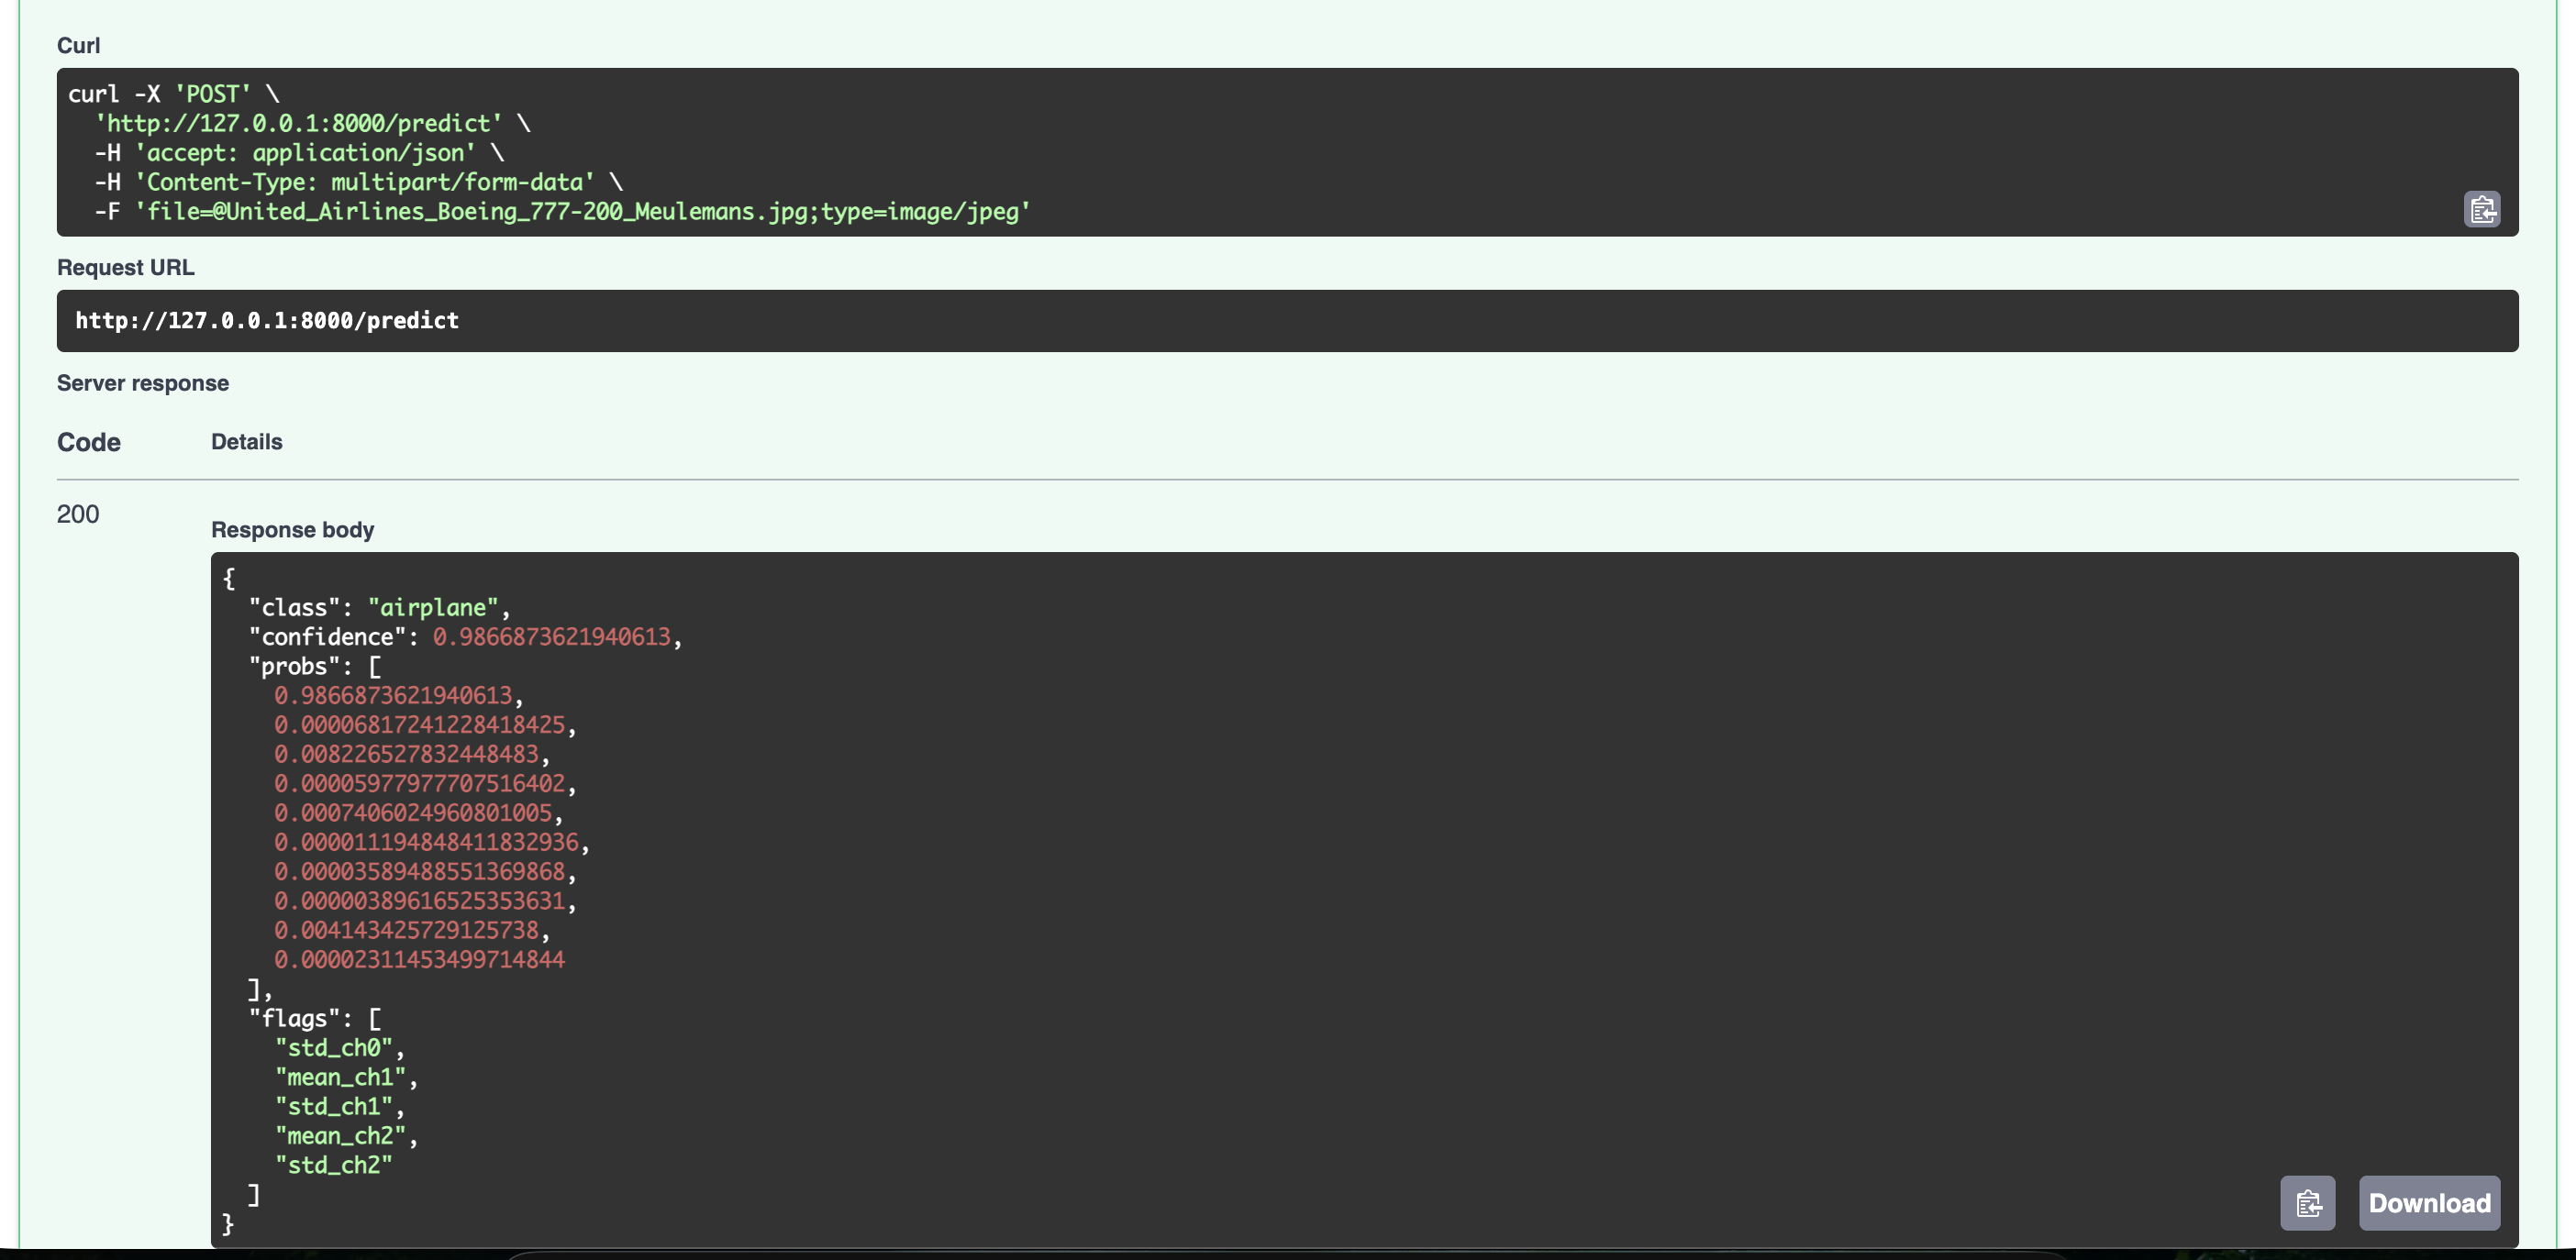 Curl
curl -X 'POST' \
  'http://127.0.0.1:8000/predict' \
  -H 'accept: application/json' \
  -H 'Content-Type: multipart/form-data' \
  -F 'file=@United_Airlines_Boeing_777-200_Meulemans.jpg;type=image/jpeg'
Request URL
http://127.0.0.1:8000/predict
Server response
Code Details
200
Response body
{
  "class": "airplane",
  "confidence": 0.9866873621940613,
  "probs": [
    0.9866873621940613,
    0.00006817241228418425,
    0.008226527832448483,
    0.00005977977707516402,
    0.0007406024960801005,
    0.000011194848411832936,
    0.00003589488551369868,
    0.00000389616525353631,
    0.004143425729125738,
    0.00002311453499714844
  ],
  "flags": [
    "std_ch0",
    "mean_ch1",
    "std_ch1",
    "mean_ch2",
    "std_ch2"
  ]
}
Download